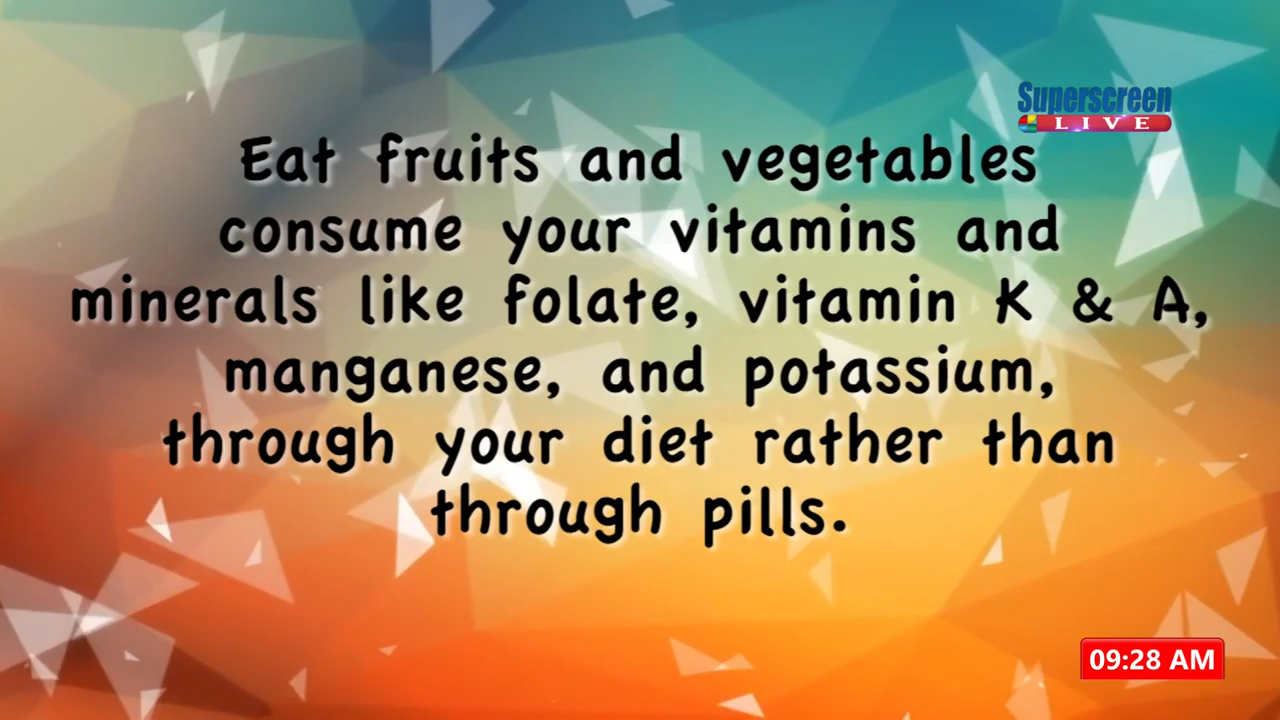 Superscreen
LIVE
Eat fruits and vegetables
consume your vitamins and
minerals like folate, vitamin K & A,
manganese, and potassium,
through your diet rather than
through pills.
09:28 AM